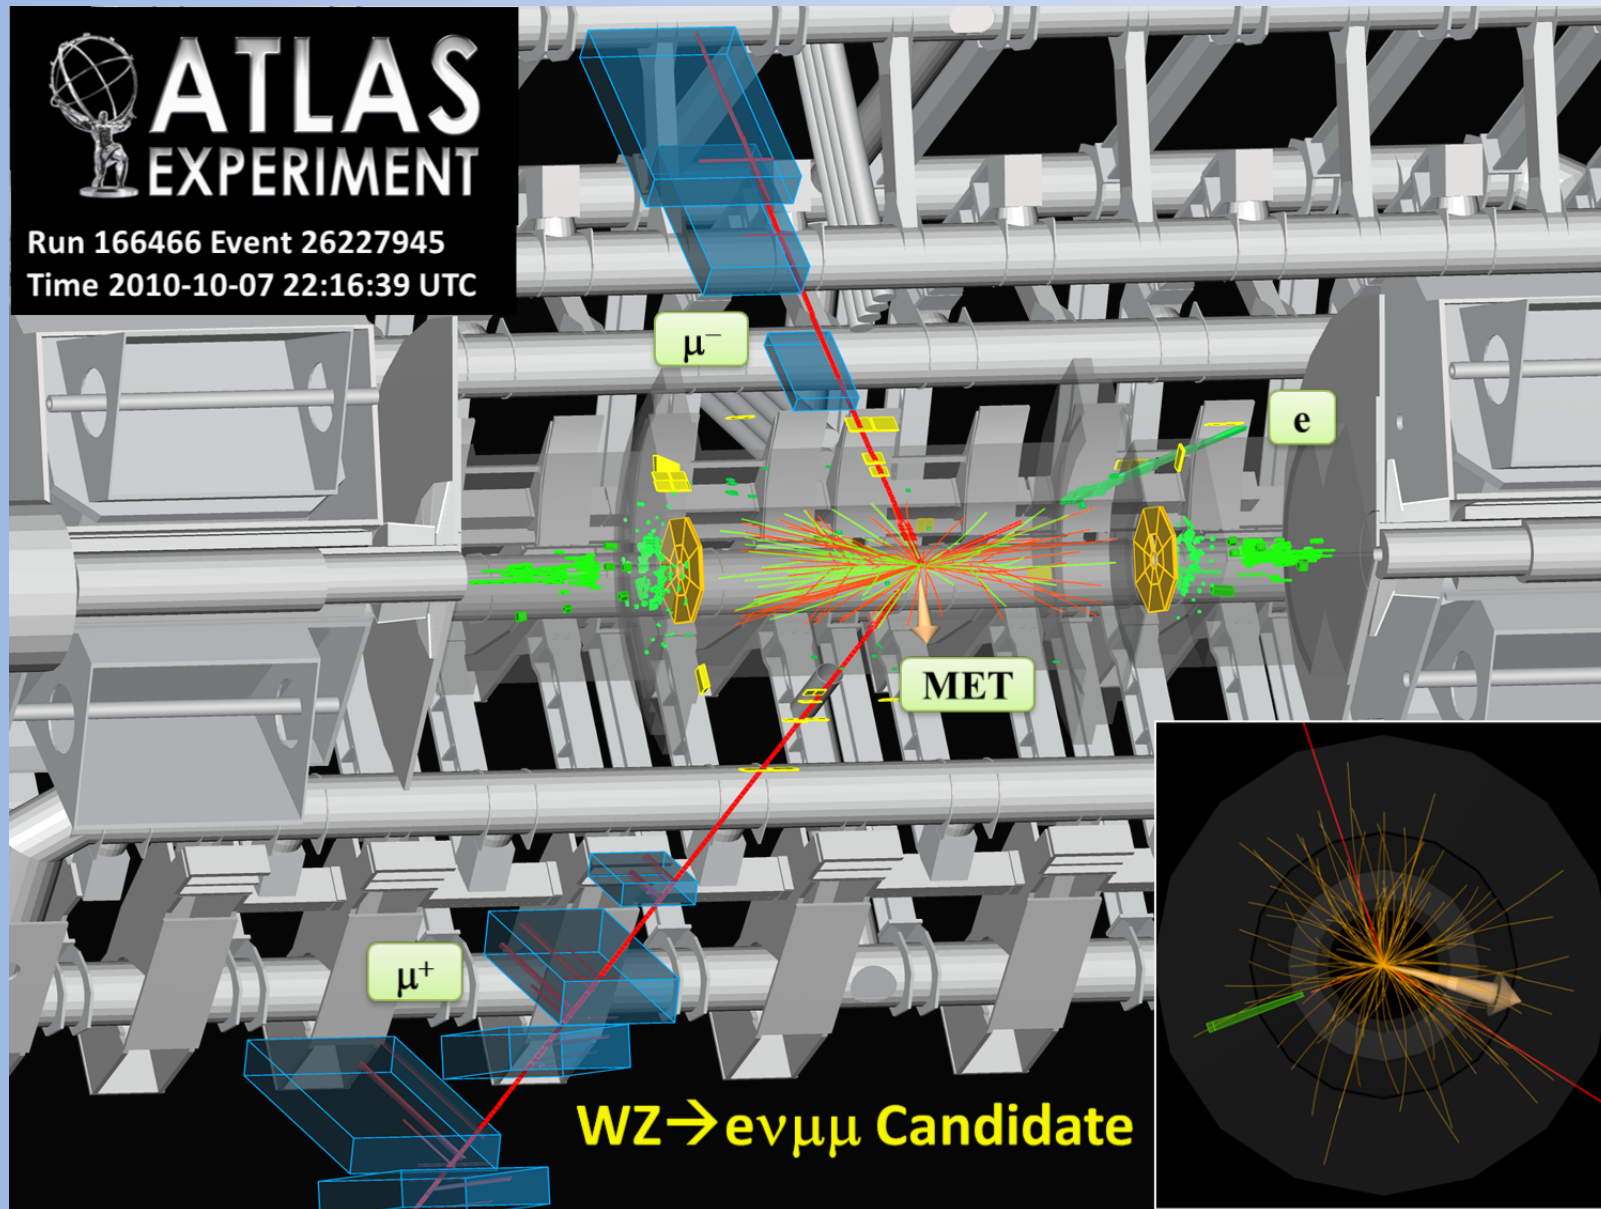 ATLAS
EXPERIMENT
Run 166466 Event 26227945
Time 2010-10-07 22:16:39 UTC
μ⁻
e
MET
μ⁺
WZ→eνμμ Candidate